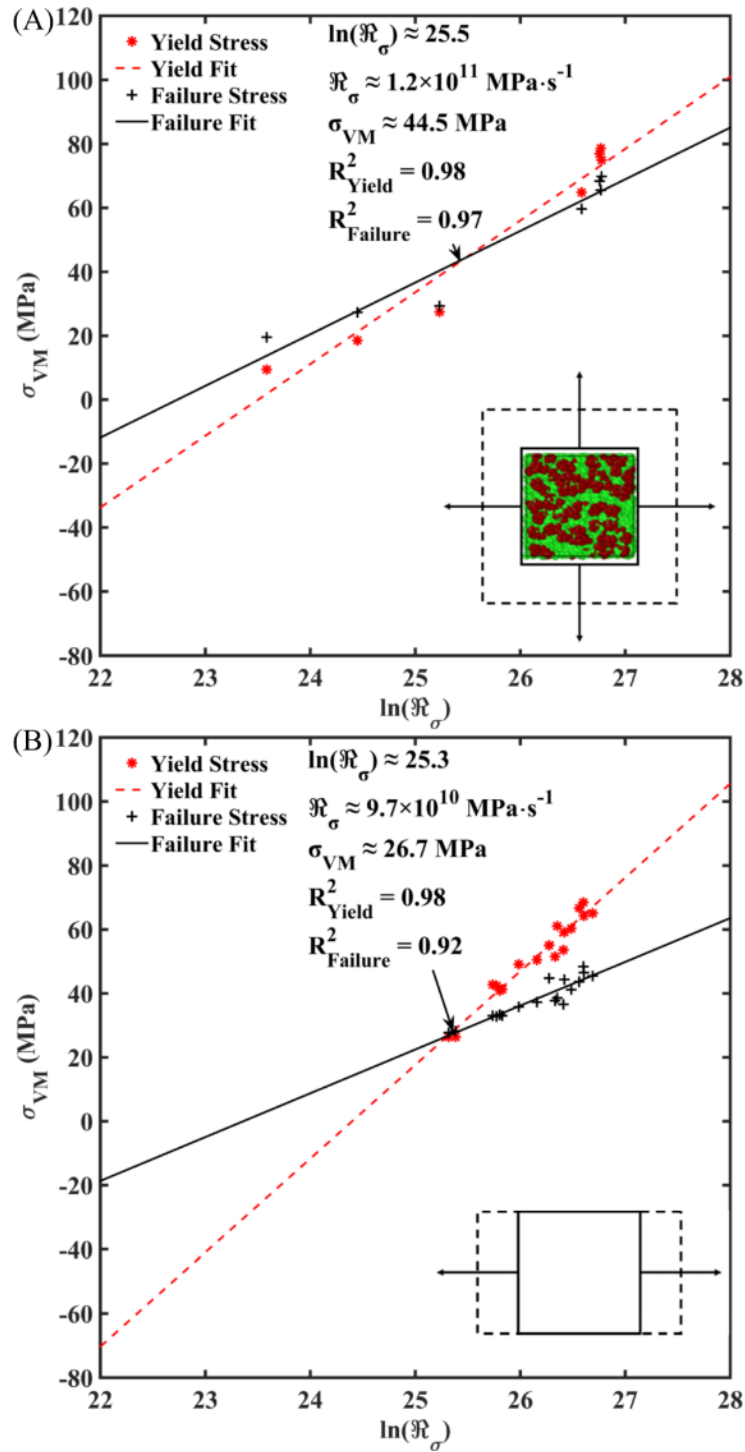 (A)
Yield Stress
Yield Fit
Failure Stress
Failure Fit
ln(ℜσ) ≈ 25.5
ℜσ ≈ 1.2×10¹¹ MPa·s⁻¹
σVM ≈ 44.5 MPa
R²Yield = 0.98
R²Failure = 0.97
120
100
80
60
40
20
0
-20
-40
-60
-80
σVM (MPa)
22 23 24 25 26 27 28
ln(ℜσ)
(B)
Yield Stress
Yield Fit
Failure Stress
Failure Fit
ln(ℜσ) ≈ 25.3
ℜσ ≈ 9.7×10¹⁰ MPa·s⁻¹
σVM ≈ 26.7 MPa
R²Yield = 0.98
R²Failure = 0.92
120
100
80
60
40
20
0
-20
-40
-60
-80
σVM (MPa)
22 23 24 25 26 27 28
ln(ℜσ)